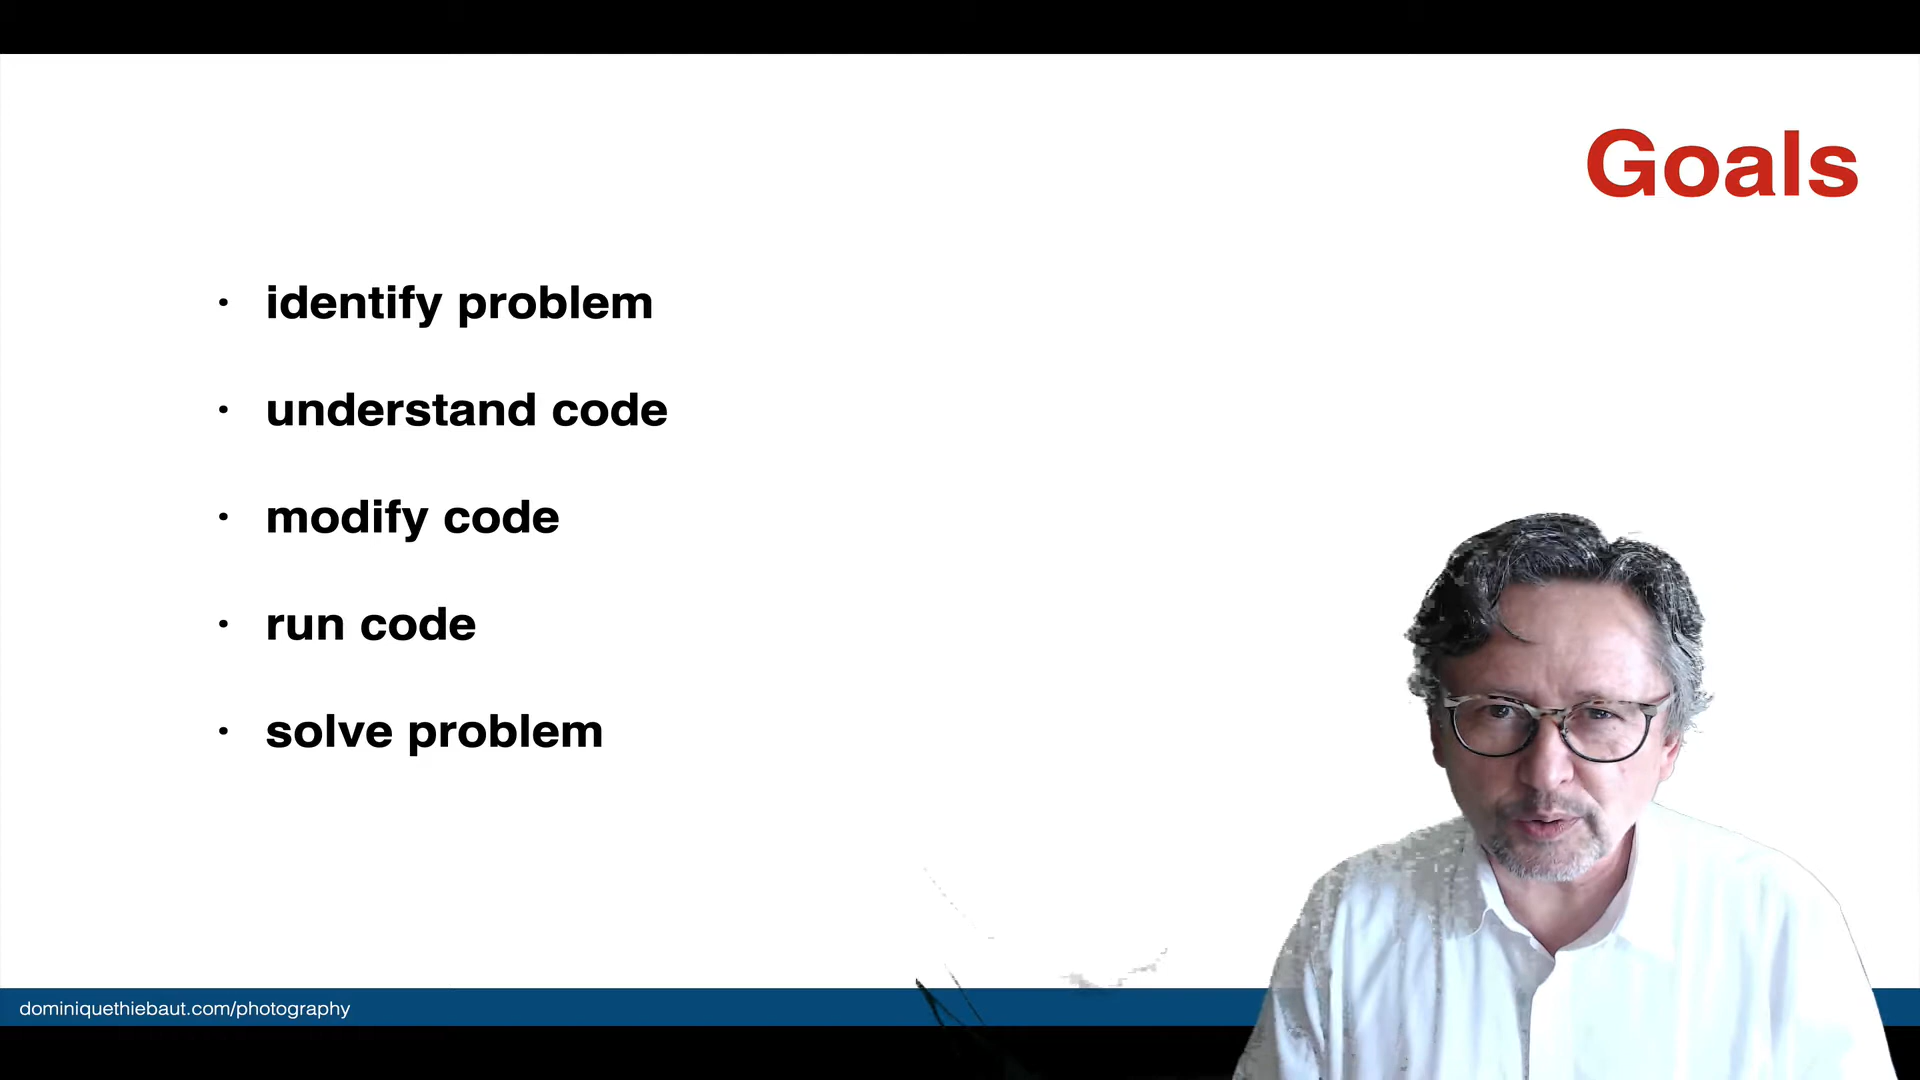 Goals
• identify problem
• understand code
• modify code
• run code
• solve problem
dominiquethiebaut.com/photography